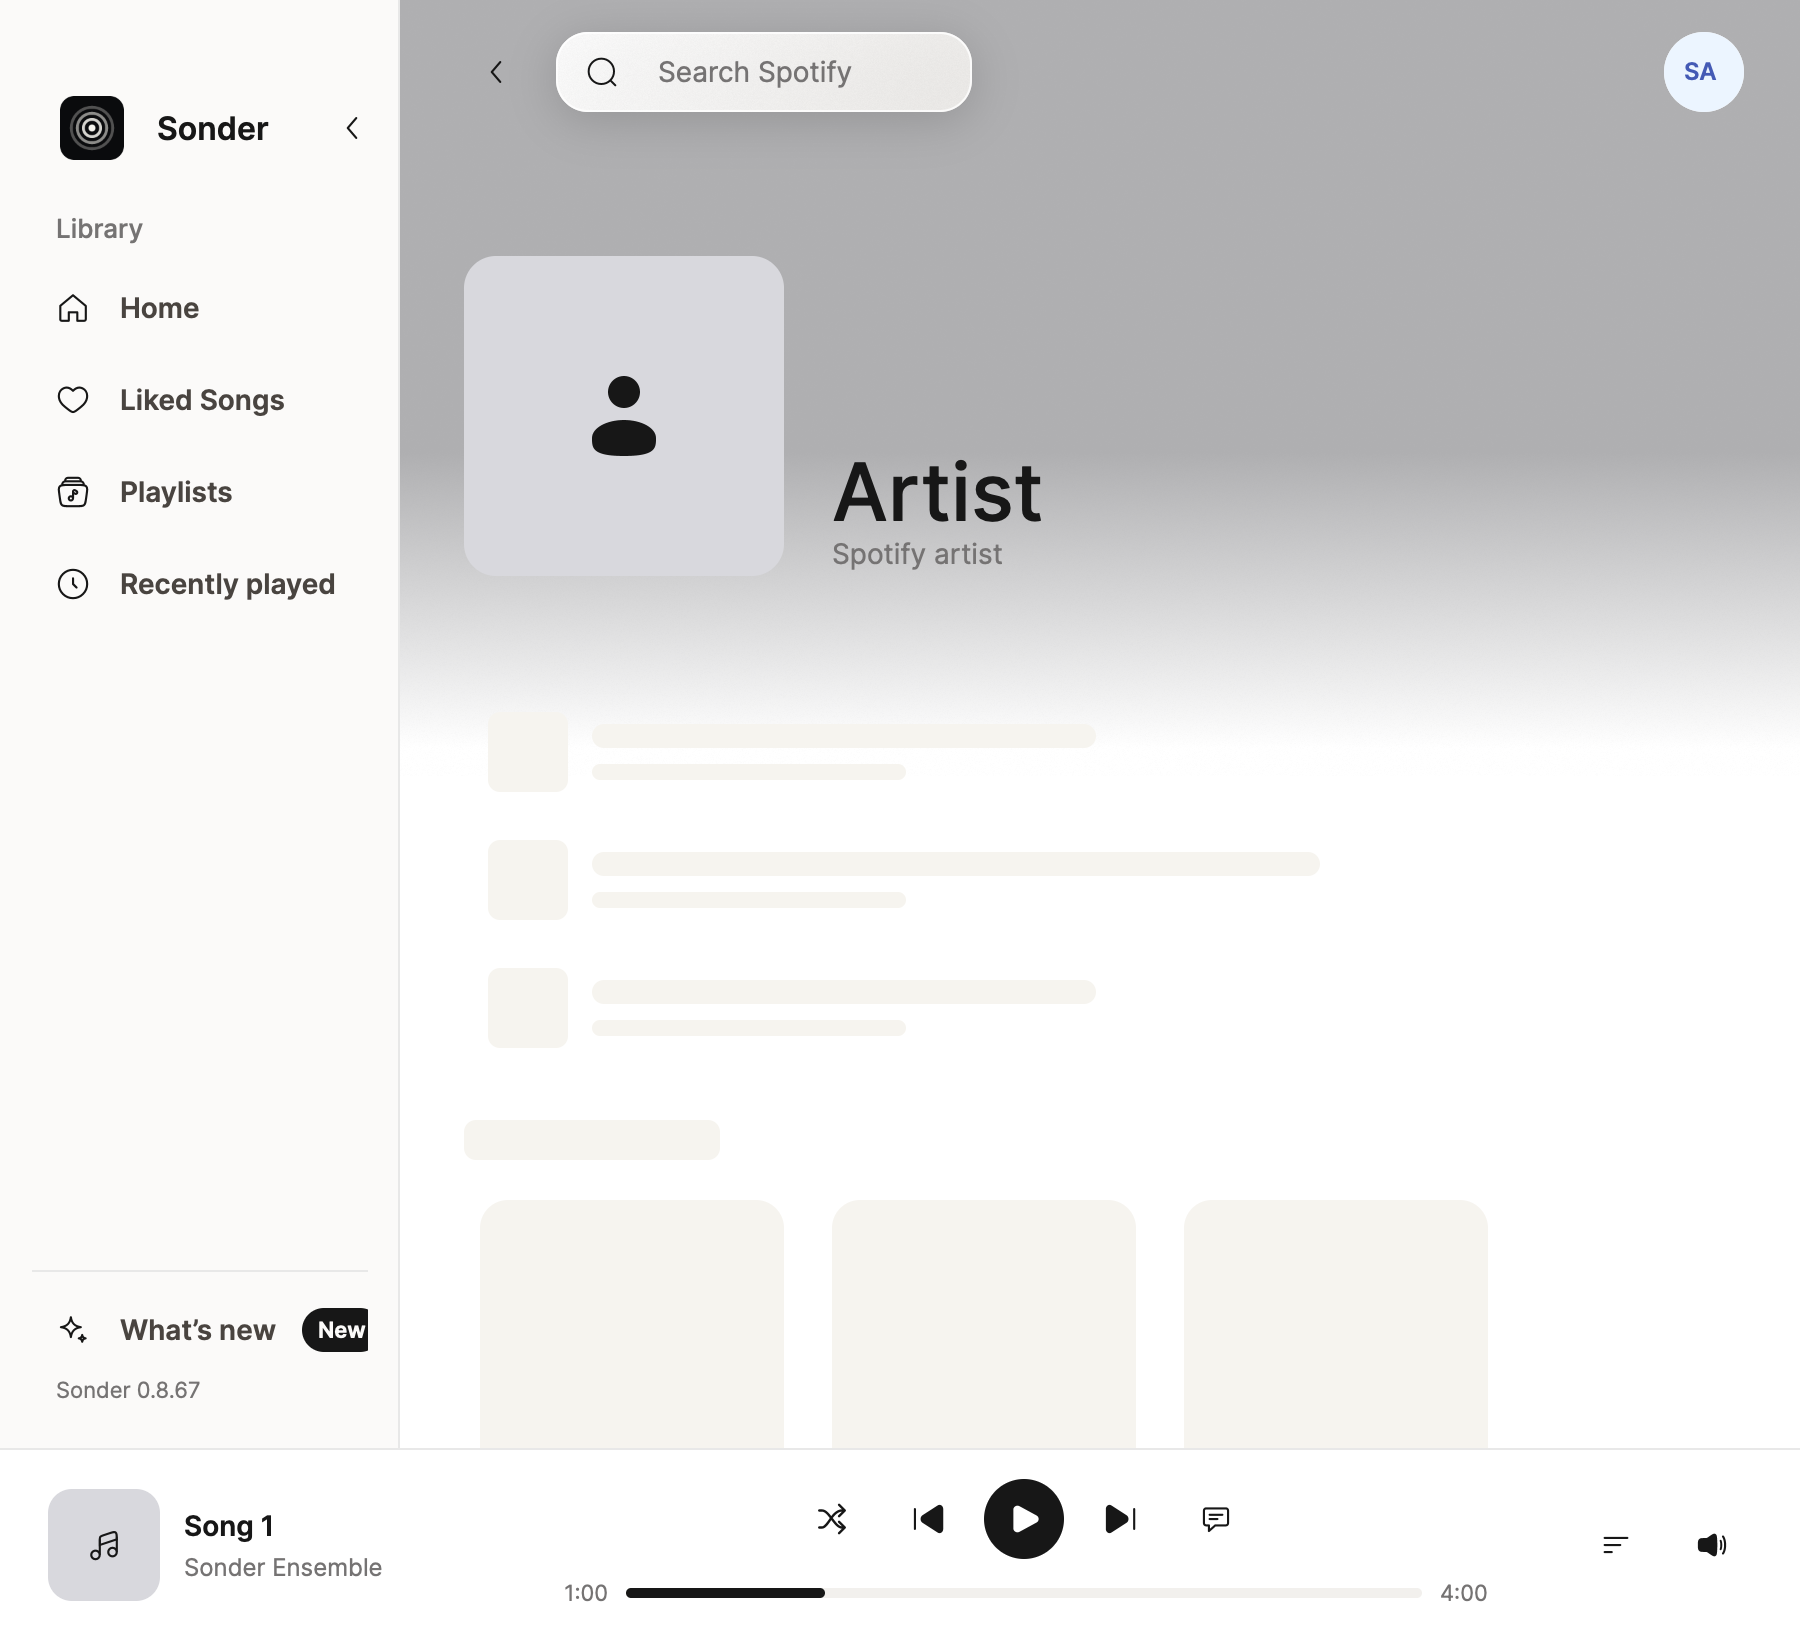 Search Spotify
SA
Sonder
Library
Home
Liked Songs
Playlists
Recently played
Artist
Spotify artist
What’s new
New
Sonder 0.8.67
Song 1
Sonder Ensemble
1:00
4:00